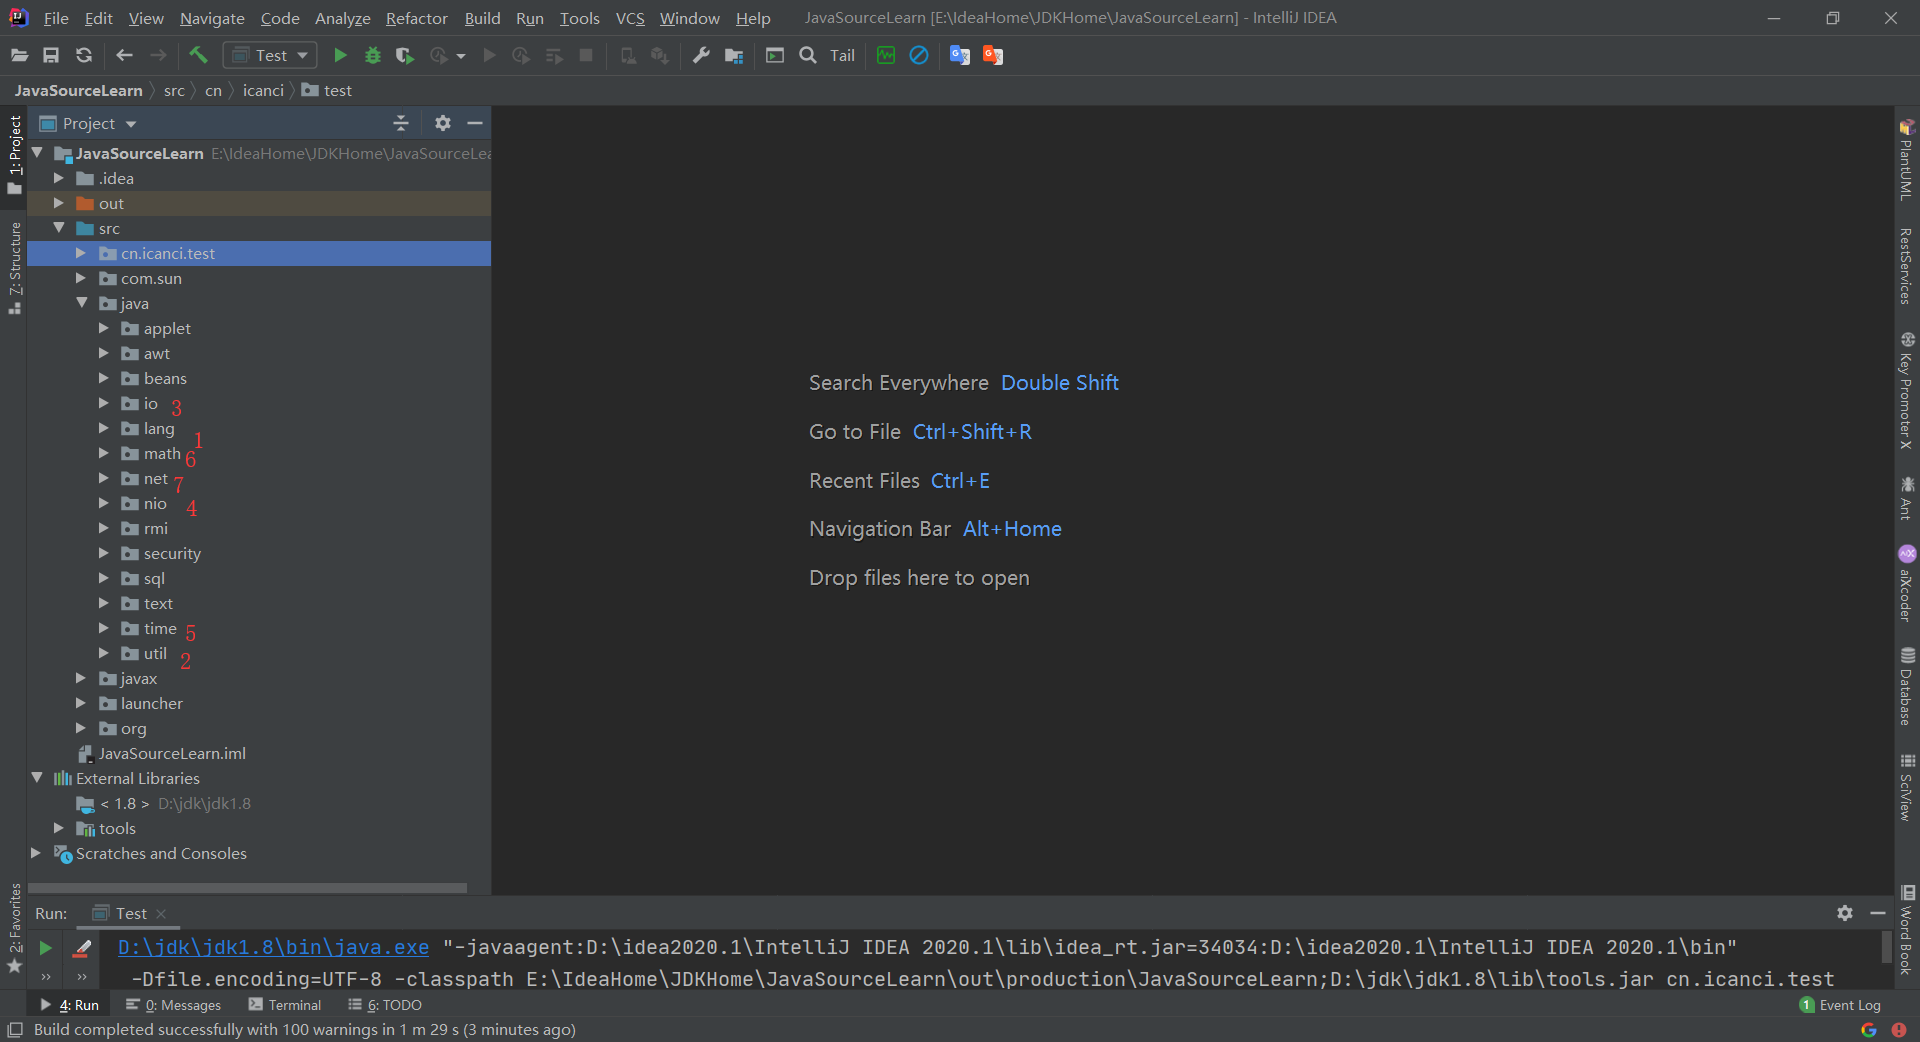 File Edit View Navigate Code Analyze Refactor Build Run Tools VCS Window Help JavaSourceLearn [E:\IdeaHome\JDKHome\JavaSourceLearn] - IntelliJ IDEA
Test Tail
JavaSourceLearn src cn icanci test
Project
JavaSourceLearn E:\IdeaHome\JDKHome\JavaSourceLea
.idea
out
src
cn.icanci.test
com.sun
java
applet
awt
beans
io 3
lang 1
math 6
net 7
nio 4
rmi
security
sql
text
time 5
util 2
javax
launcher
org
JavaSourceLearn.iml
External Libraries
< 1.8 > D:\jdk\jdk1.8
tools
Scratches and Consoles
1: Project
7: Structure
2: Favorites
Search Everywhere Double Shift
Go to File Ctrl+Shift+R
Recent Files Ctrl+E
Navigation Bar Alt+Home
Drop files here to open
PlantUML
RestServices
Key Promoter X
Ant
aiXcoder
Database
SciView
Word Book
Run: Test
D:\jdk\jdk1.8\bin\java.exe "-javaagent:D:\idea2020.1\IntelliJ IDEA 2020.1\lib\idea_rt.jar=34034:D:\idea2020.1\IntelliJ IDEA 2020.1\bin"
-Dfile.encoding=UTF-8 -classpath E:\IdeaHome\JDKHome\JavaSourceLearn\out\production\JavaSourceLearn;D:\jdk\jdk1.8\lib\tools.jar cn.icanci.test
4: Run 0: Messages Terminal 6: TODO 1 Event Log
Build completed successfully with 100 warnings in 1 m 29 s (3 minutes ago)